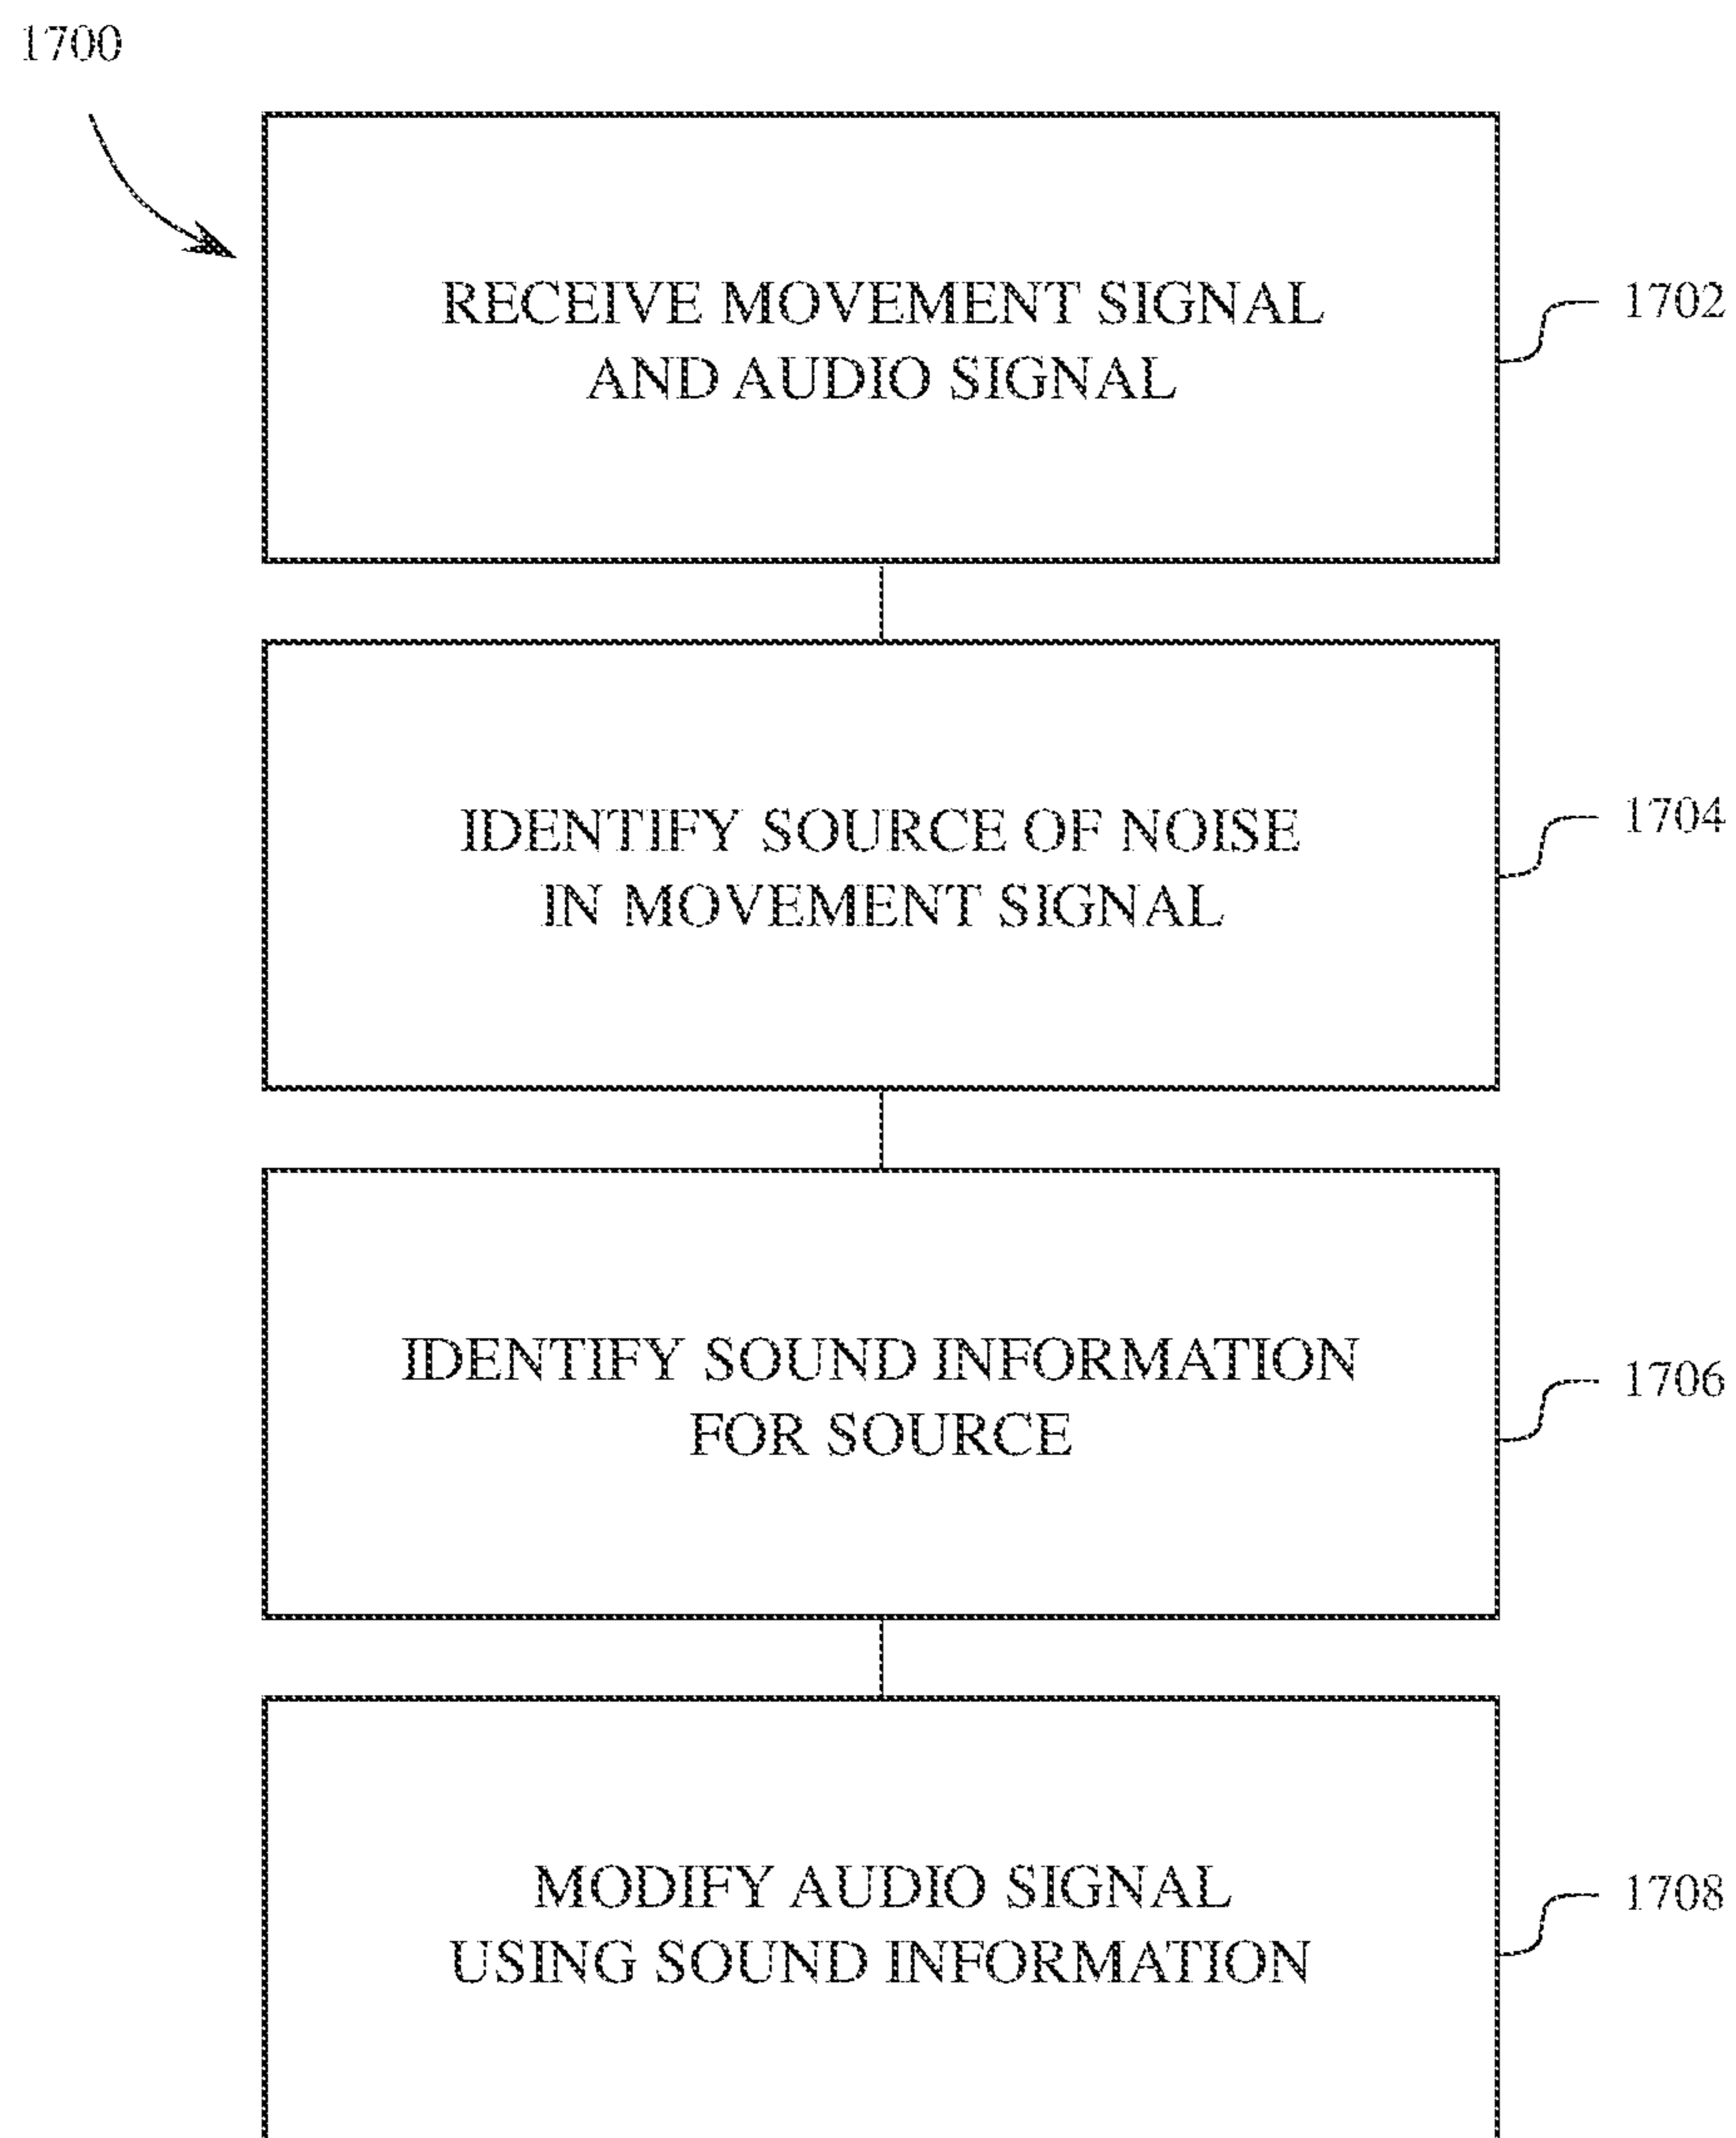 1700
RECEIVE MOVEMENT SIGNAL
AND AUDIO SIGNAL
1702
IDENTIFY SOURCE OF NOISE
IN MOVEMENT SIGNAL
1704
IDENTIFY SOUND INFORMATION
FOR SOURCE
1706
MODIFY AUDIO SIGNAL
USING SOUND INFORMATION
1708